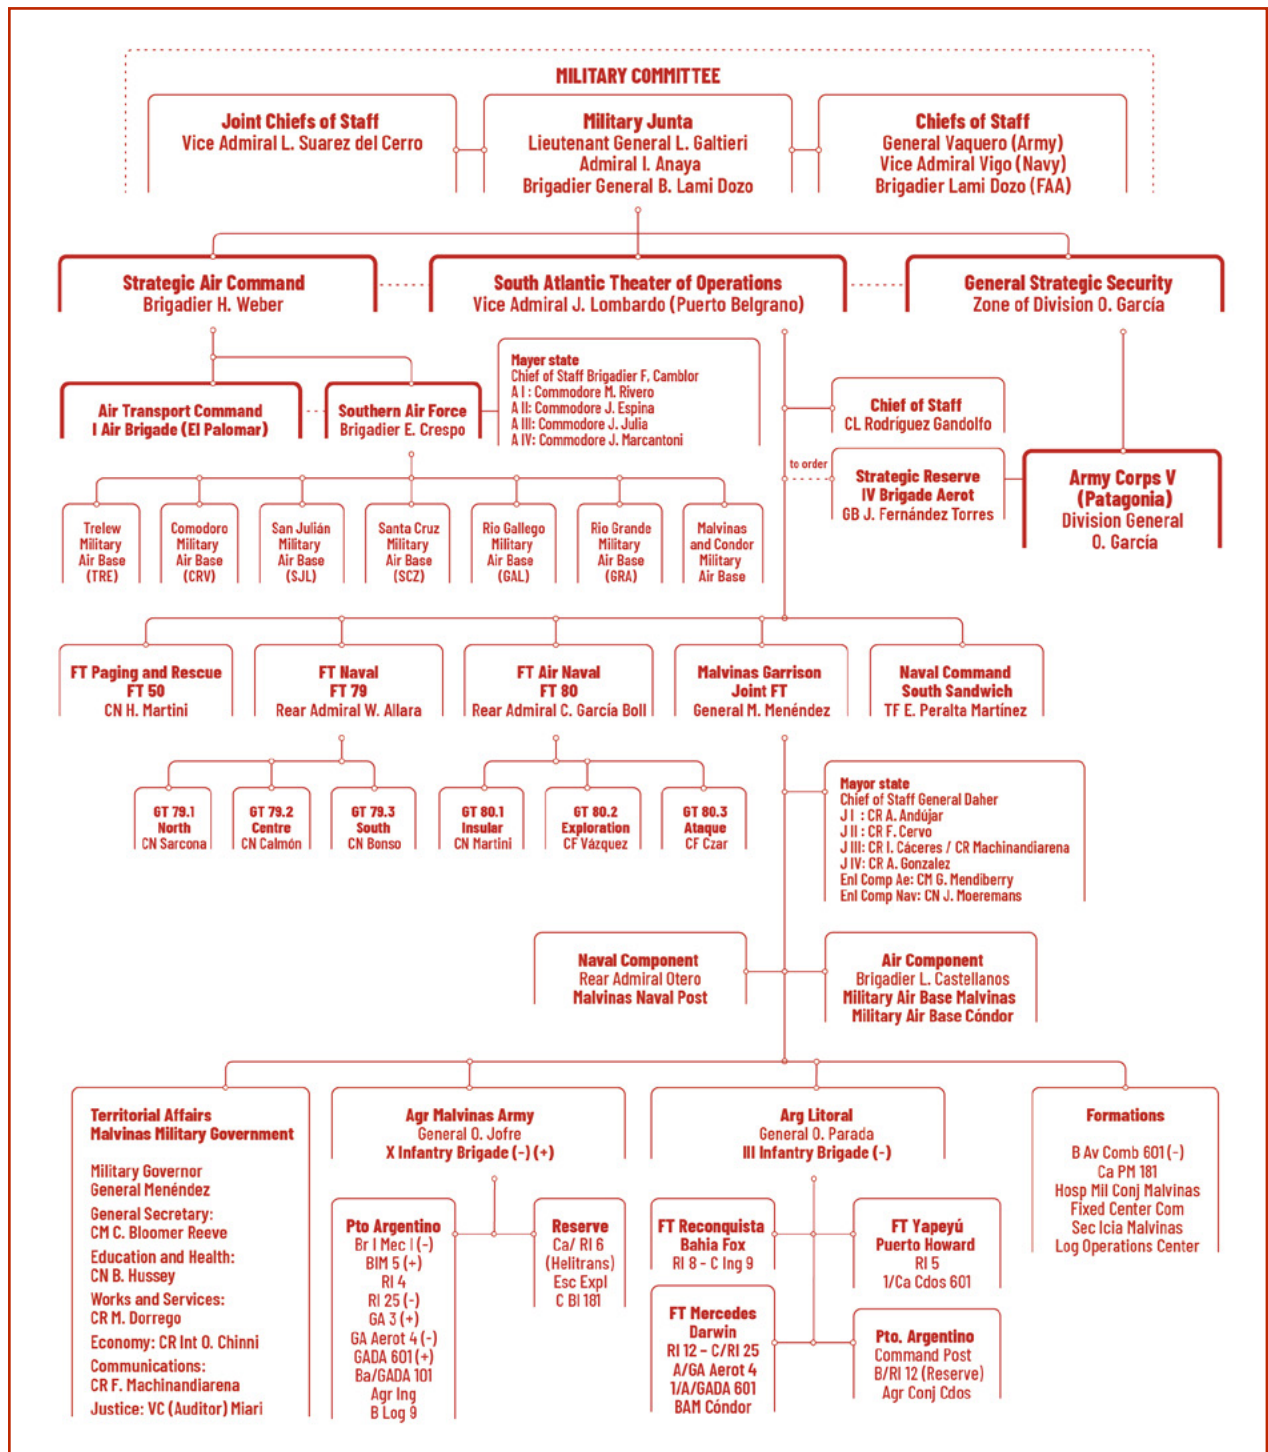 MILITARY COMMITTEE
Joint Chiefs of Staff
Vice Admiral L. Suarez del Cerro
Military Junta
Lieutenant General L. Galtieri
Admiral I. Anaya
Brigadier General B. Lami Dozo
Chiefs of Staff
General Vaquero (Army)
Vice Admiral Vigo (Navy)
Brigadier Lami Dozo (FAA)
Strategic Air Command
Brigadier H. Weber
South Atlantic Theater of Operations
Vice Admiral J. Lombardo (Puerto Belgrano)
General Strategic Security
Zone of Division O. García
Air Transport Command
I Air Brigade (El Palomar)
Southern Air Force
Brigadier E. Crespo
Mayer state
Chief of Staff Brigadier F, Camblor
A I : Commodore M. Rivero
A II: Commodore J. Espina
A III: Commodore J. Julia
A IV: Commodore J. Marcantoni
Chief of Staff
CL Rodríguez Gandolfo
to order
Strategic Reserve
IV Brigade Aerot
GB J. Fernández Torres
Army Corps V
(Patagonia)
Division General
O. García
Trelew
Military
Air Base
(TRE)
Comodoro
Military
Air Base
(CRV)
San Julián
Military
Air Base
(SJL)
Santa Cruz
Military
Air Base
(SCZ)
Rio Gallego
Military
Air Base
(GAL)
Rio Grande
Military
Air Base
(GRA)
Malvinas
and Condor
Military
Air Base
FT Paging and Rescue
FT 50
CN H. Martini
FT Naval
FT 79
Rear Admiral W. Allara
FT Air Naval
FT 80
Rear Admiral C. García Boll
Malvinas Garrison
Joint FT
General M. Menéndez
Naval Command
South Sandwich
TF E. Peralta Martínez
GT 79.1
North
CN Sarcona
GT 79.2
Centre
CN Calmón
GT 79.3
South
CN Bonso
GT 80.1
Insular
CN Martini
GT 80.2
Exploration
CF Vázquez
GT 80.3
Ataque
CF Czar
Mayor state
Chief of Staff General Daher
J I : CR A. Andújar
J II : CR F. Cervo
J III: CR I. Cáceres / CR Machinandiarena
J IV: CR A. Gonzalez
Enl Comp Ae: CM G. Mendiberry
Enl Comp Nav: CN J. Moeremans
Naval Component
Rear Admiral Otero
Malvinas Naval Post
Air Component
Brigadier L. Castellanos
Military Air Base Malvinas
Military Air Base Cóndor
Territorial Affairs
Malvinas Military Government
Military Governor
General Menéndez
General Secretary:
CM C. Bloomer Reeve
Education and Health:
CN B. Hussey
Works and Services:
CR M. Dorrego
Economy: CR Int O. Chinni
Communications:
CR F. Machinandiarena
Justice: VC (Auditor) Miari
Agr Malvinas Army
General O. Jofre
X Infantry Brigade (-) (+)
Pto Argentino
Br I Mec I (-)
BIM 5 (+)
RI 4
RI 25 (-)
GA 3 (+)
GA Aerot 4 (-)
GADA 601 (+)
Ba/GADA 101
Agr Ing
B Log 9
Reserve
Ca/ RI 6
(Helitrans)
Esc Expl
C Bl 181
Arg Litoral
General O. Parada
III Infantry Brigade (-)
FT Reconquista
Bahia Fox
RI 8 - C Ing 9
FT Yapeyú
Puerto Howard
RI 5
1/Ca Cdos 601
FT Mercedes
Darwin
RI 12 – C/RI 25
A/GA Aerot 4
1/A/GADA 601
BAM Cóndor
Pto. Argentino
Command Post
B/RI 12 (Reserve)
Agr Conj Cdos
Formations
B Av Comb 601 (-)
Ca PM 181
Hosp Mil Conj Malvinas
Fixed Center Com
Sec Icia Malvinas
Log Operations Center